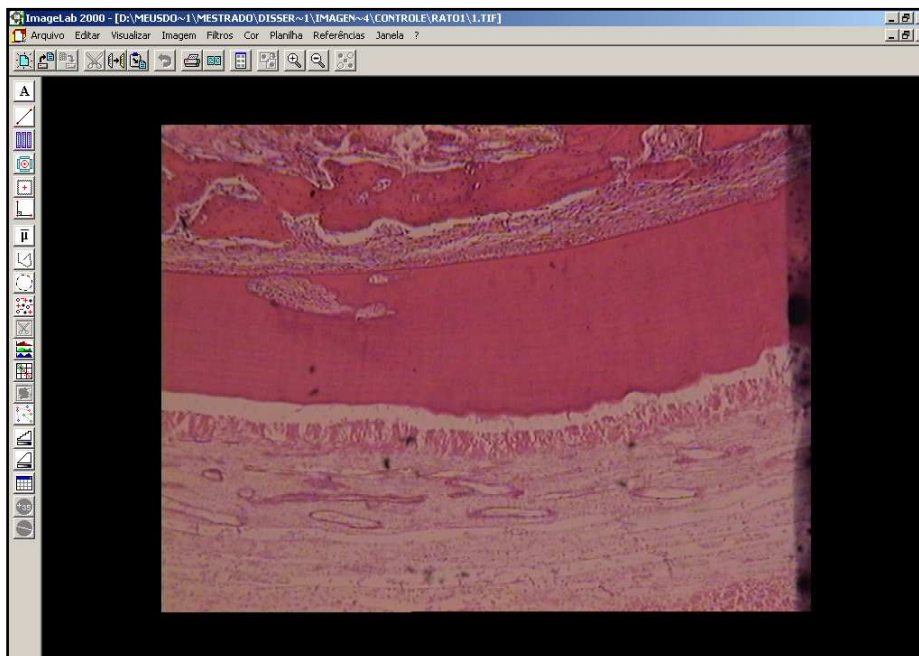 ImageLab 2000 - [D:\MEUSDO~1\MESTRADO\DISSER~1\IMAGEN~4\CONTROLE\RATO1\1.TIF]
Arquivo Editar Visualizar Imagem Filtros Cor Planilha Referências Janela ?
A
μ